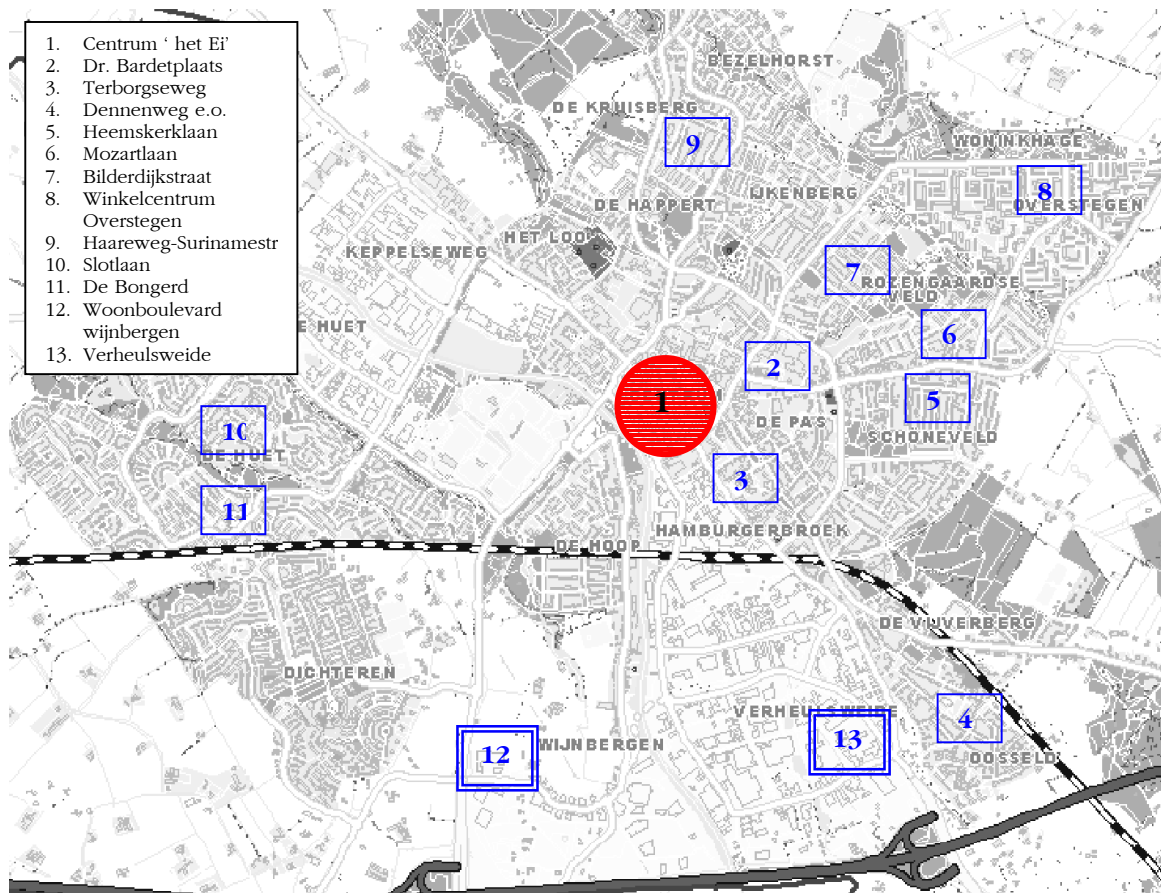 1. Centrum ‘ het Ei’
2. Dr. Bardetplaats
3. Terborgseweg
4. Dennenweg e.o.
5. Heemskerklaan
6. Mozartlaan
7. Bilderdijkstraat
8. Winkelcentrum
Overstegen
9. Haareweg-Surinamestr
10. Slotlaan
11. De Bongerd
12. Woonboulevard
wijnbergen
13. Verheulsweide
BEZELHORST
DE KRUISBERG
9
WONINKHAGE
8
IJKENBERG
DE HAPPERT
OVERSTEGEN
HET LOO
KEPPELSEWEG
7
ROZENGAARDSE
VELD
E HUET
6
2
1
5
10
DE PAS
SCHONEVELD
DE HUET
3
11
HAMBURGERBROEK
DE HOOP
DE VIJVERBERG
DICHTEREN
VERHEULSWEIDE
4
12
WIJNBERGEN
13
OOSSELD